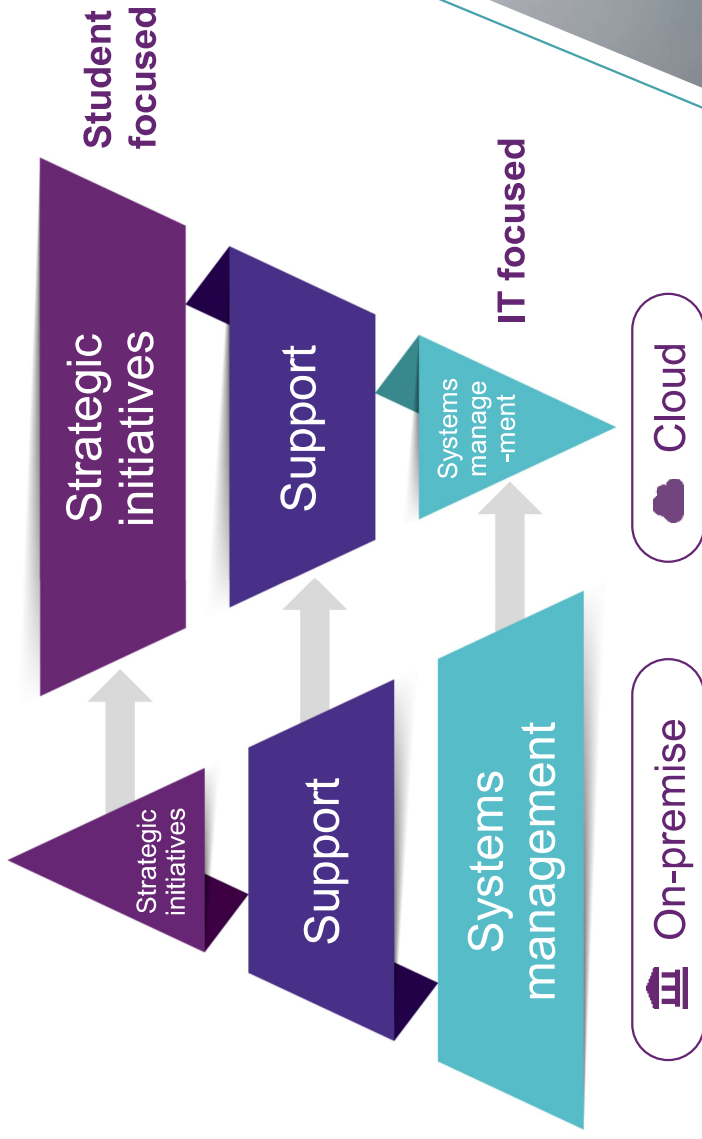 Strategic
initiatives
Support
Systems
management
On-premise
Strategic
initiatives
Support
Systems
manage
-ment
Cloud
Student
focused
IT focused